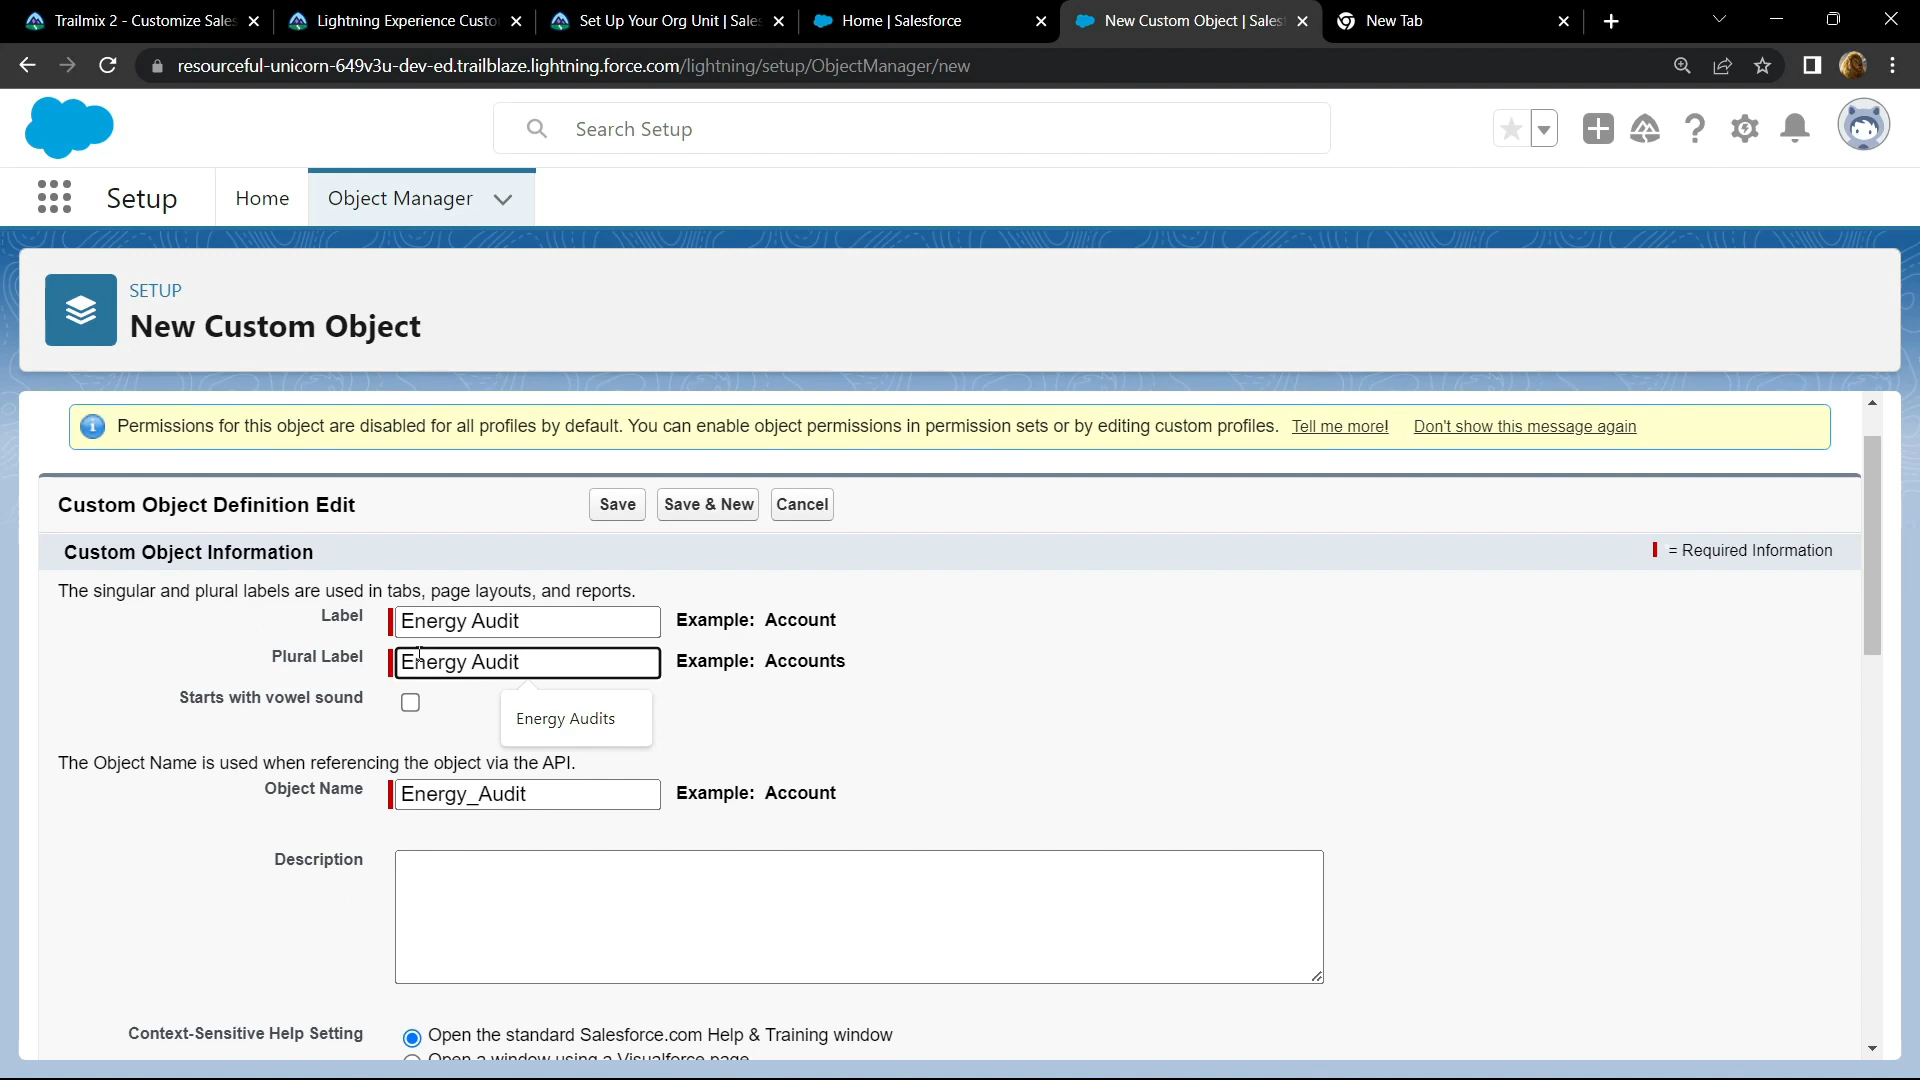 Trailmix 2 - Customize Sales
Lightning Experience Custo
Set Up Your Org Unit | Sale
Home | Salesforce
New Custom Object | Sales
New Tab
resourceful-unicorn-649v3u-dev-ed.trailblaze.lightning.force.com/lightning/setup/ObjectManager/new
Search Setup
Setup
Home
Object Manager
SETUP
New Custom Object
Permissions for this object are disabled for all profiles by default. You can enable object permissions in permission sets or by editing custom profiles. Tell me more! Don't show this message again
Custom Object Definition Edit
Save
Save & New
Cancel
Custom Object Information
= Required Information
The singular and plural labels are used in tabs, page layouts, and reports.
Label Energy Audit Example: Account
Plural Label Energy Audit Example: Accounts
Starts with vowel sound
Energy Audits
The Object Name is used when referencing the object via the API.
Object Name Energy_Audit Example: Account
Description
Context-Sensitive Help Setting Open the standard Salesforce.com Help & Training window
Open a window using a Visualforce page